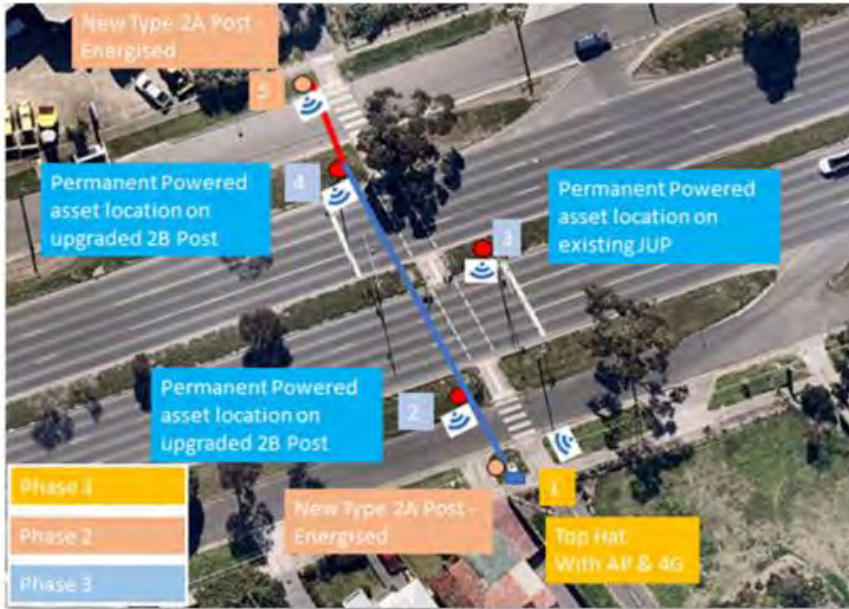 New Type 2A Post -
Energised
5
4
Permanent Powered
asset location on
upgraded 2B Post
3
Permanent Powered
asset location on
existing JUP
Permanent Powered
asset location on
upgraded 2B Post
2
New Type 2A Post -
Energised
1
Top Hat
With AP & 4G
Phase 1
Phase 2
Phase 3